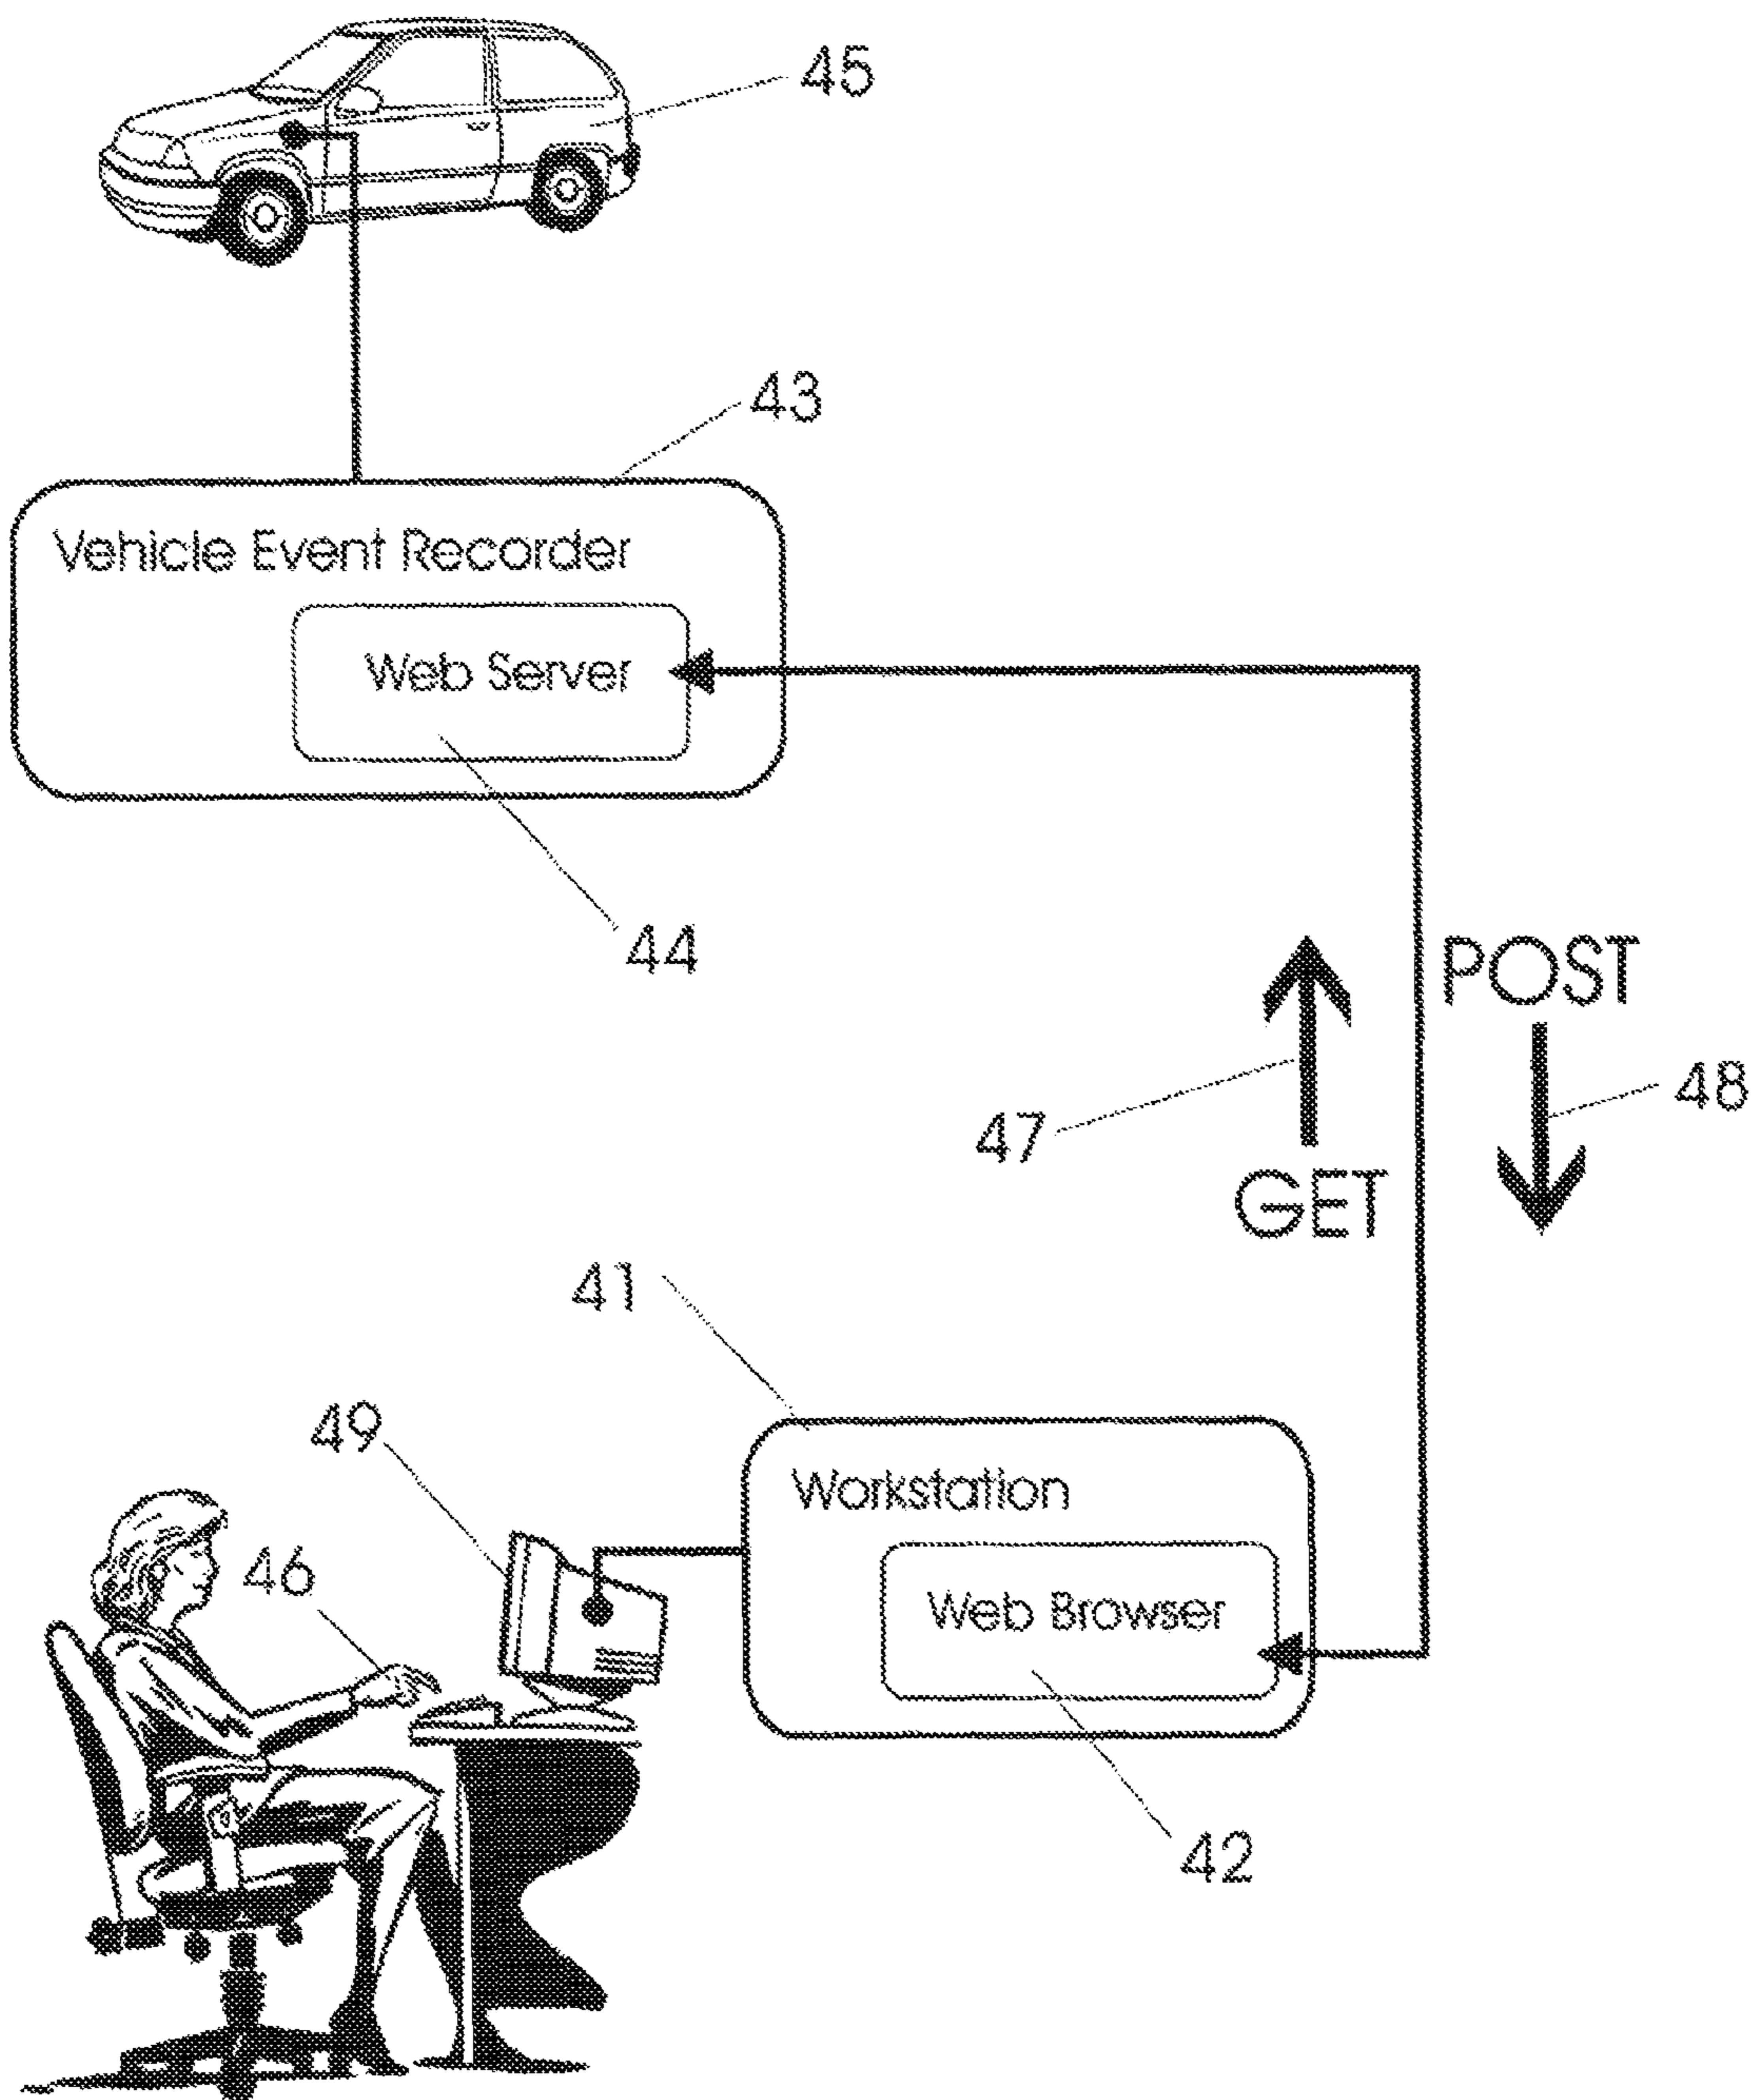 45
43
Vehicle Event Recorder
Web Server
44
POST
48
47
GET
41
49
Workstation
46
Web Browser
42